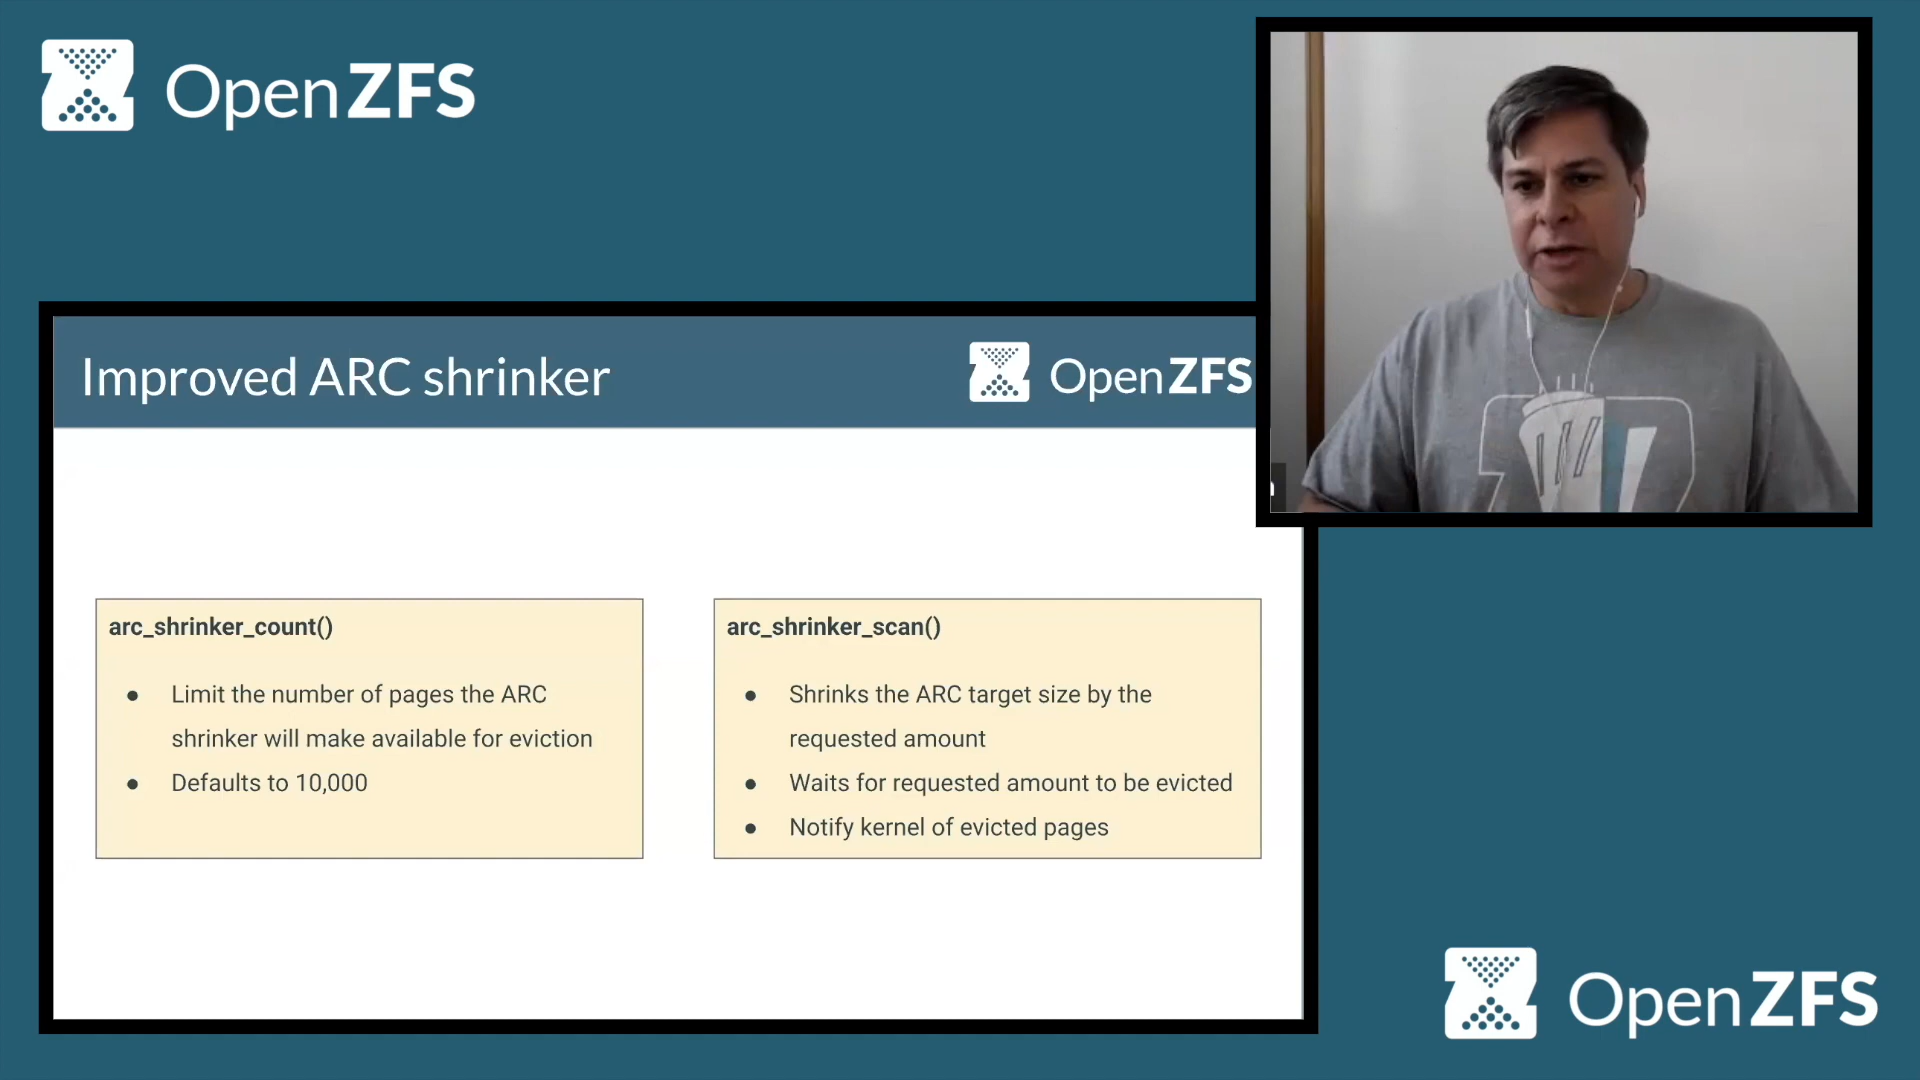 OpenZFS
Improved ARC shrinker
OpenZFS
arc_shrinker_count()
● Limit the number of pages the ARC
shrinker will make available for eviction
● Defaults to 10,000
arc_shrinker_scan()
● Shrinks the ARC target size by the
requested amount
● Waits for requested amount to be evicted
● Notify kernel of evicted pages
OpenZFS